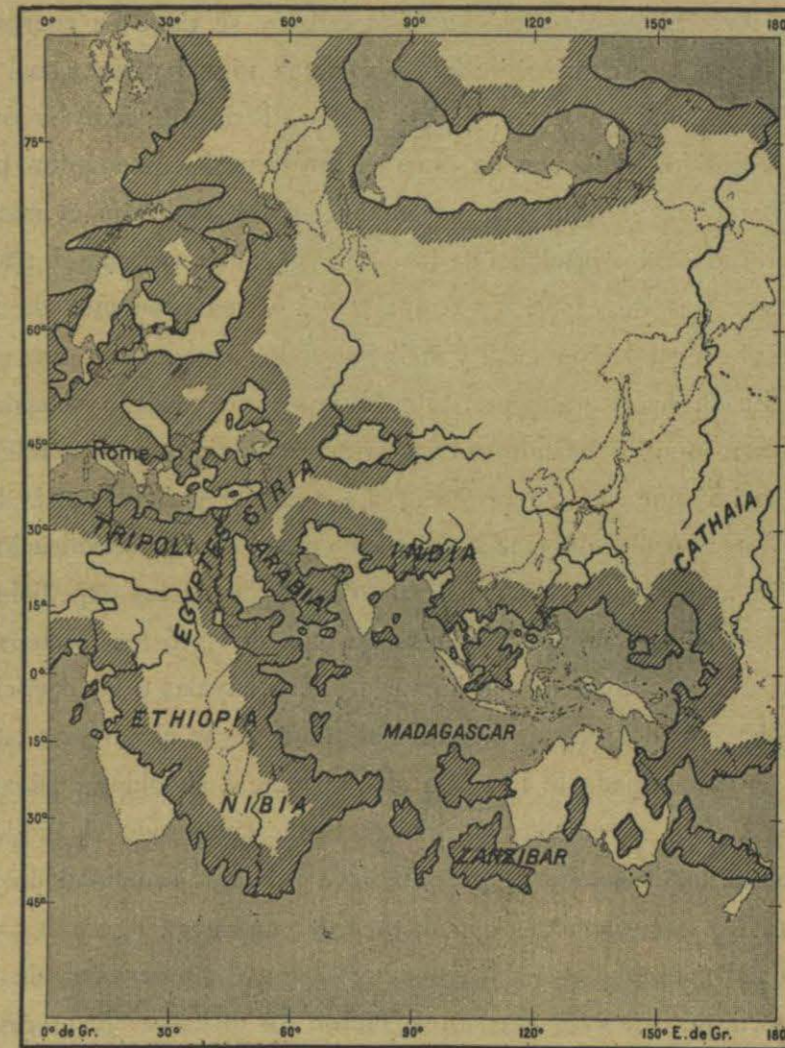 0° 30° 60° 90° 120° 150° 180
75°
60°
45°
Rome
SIRIA
30°
TRIPOLI
INDIA
CATHAIA
EGYPTES
ARABIA
15°
0°
ETHIOPIA
MADAGASCAR
15°
NIBIA
30°
ZANZIBAR
45°
0° de Gr. 30° 60° 90° 120° 150° E. de Gr. 180